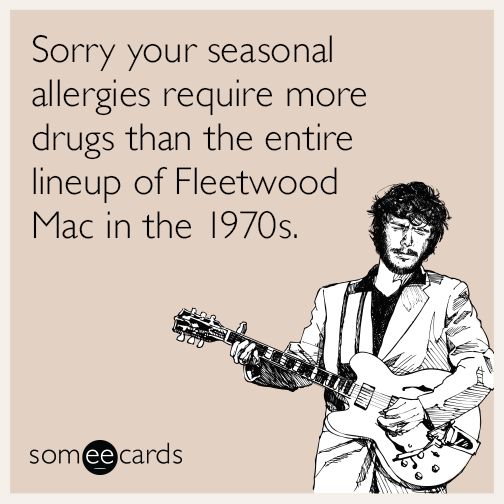 Sorry your seasonal
allergies require more
drugs than the entire
lineup of Fleetwood
Mac in the 1970s.
someecards